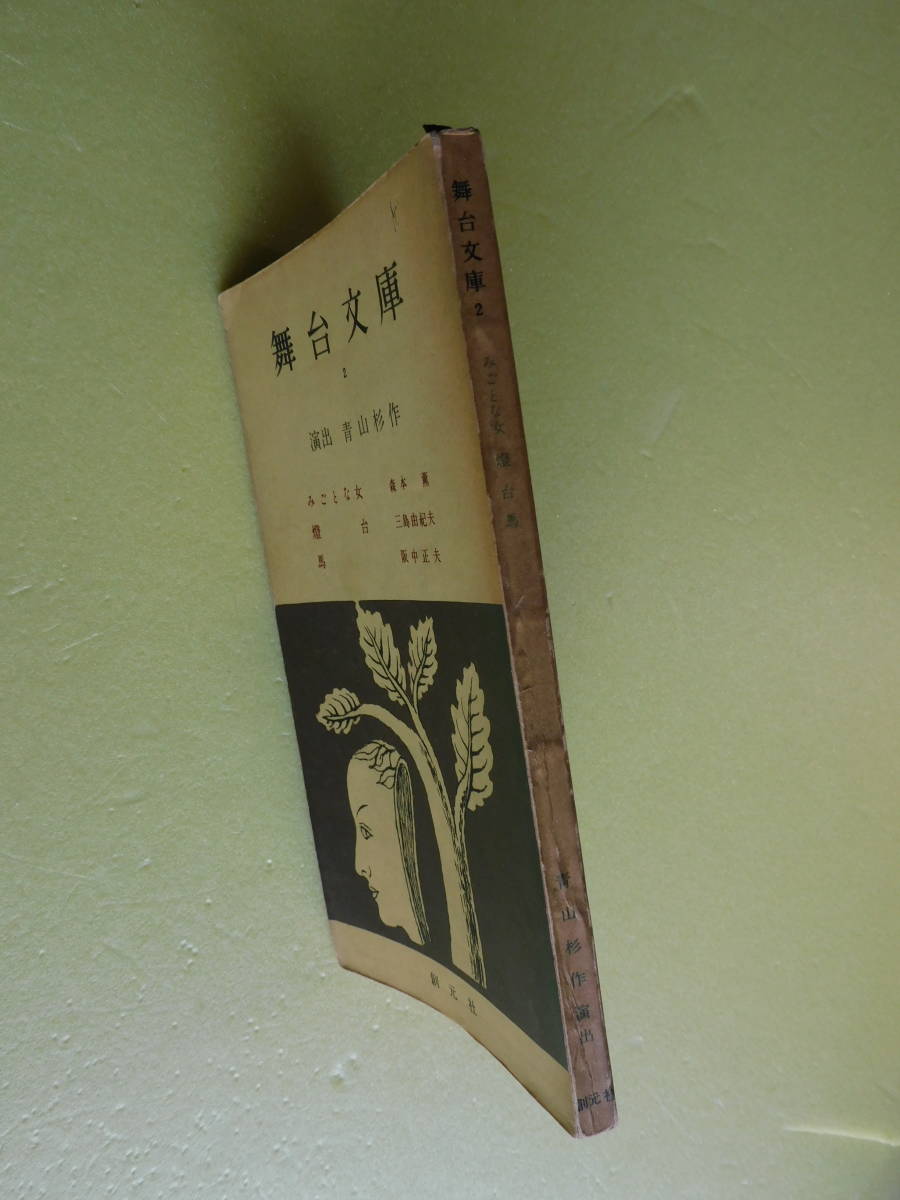 舞台文庫
2
演出 青山杉作
みごとな女 森本薫
燈台 三島由紀夫
馬 阪中正夫
創元社
舞台文庫 2 みごとな女 燈台 馬 青山杉作演出 創元社